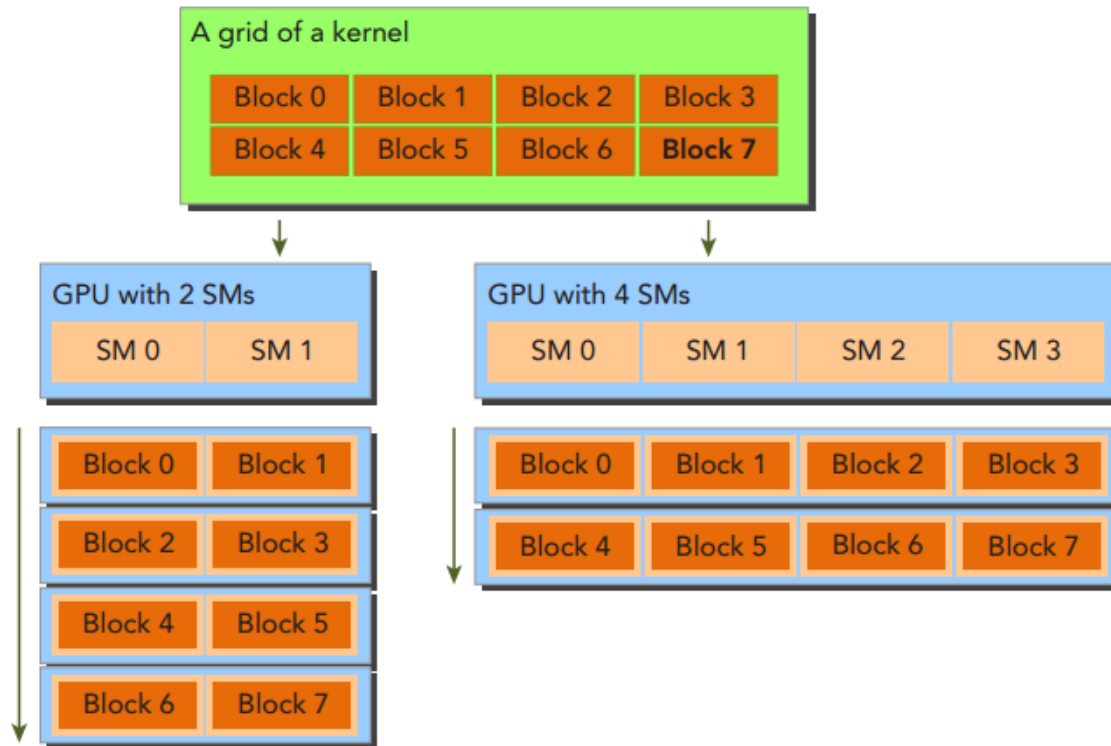 A grid of a kernel
Block 0 Block 1 Block 2 Block 3
Block 4 Block 5 Block 6 Block 7
GPU with 2 SMs
SM 0 SM 1
Block 0 Block 1
Block 2 Block 3
Block 4 Block 5
Block 6 Block 7
GPU with 4 SMs
SM 0 SM 1 SM 2 SM 3
Block 0 Block 1 Block 2 Block 3
Block 4 Block 5 Block 6 Block 7